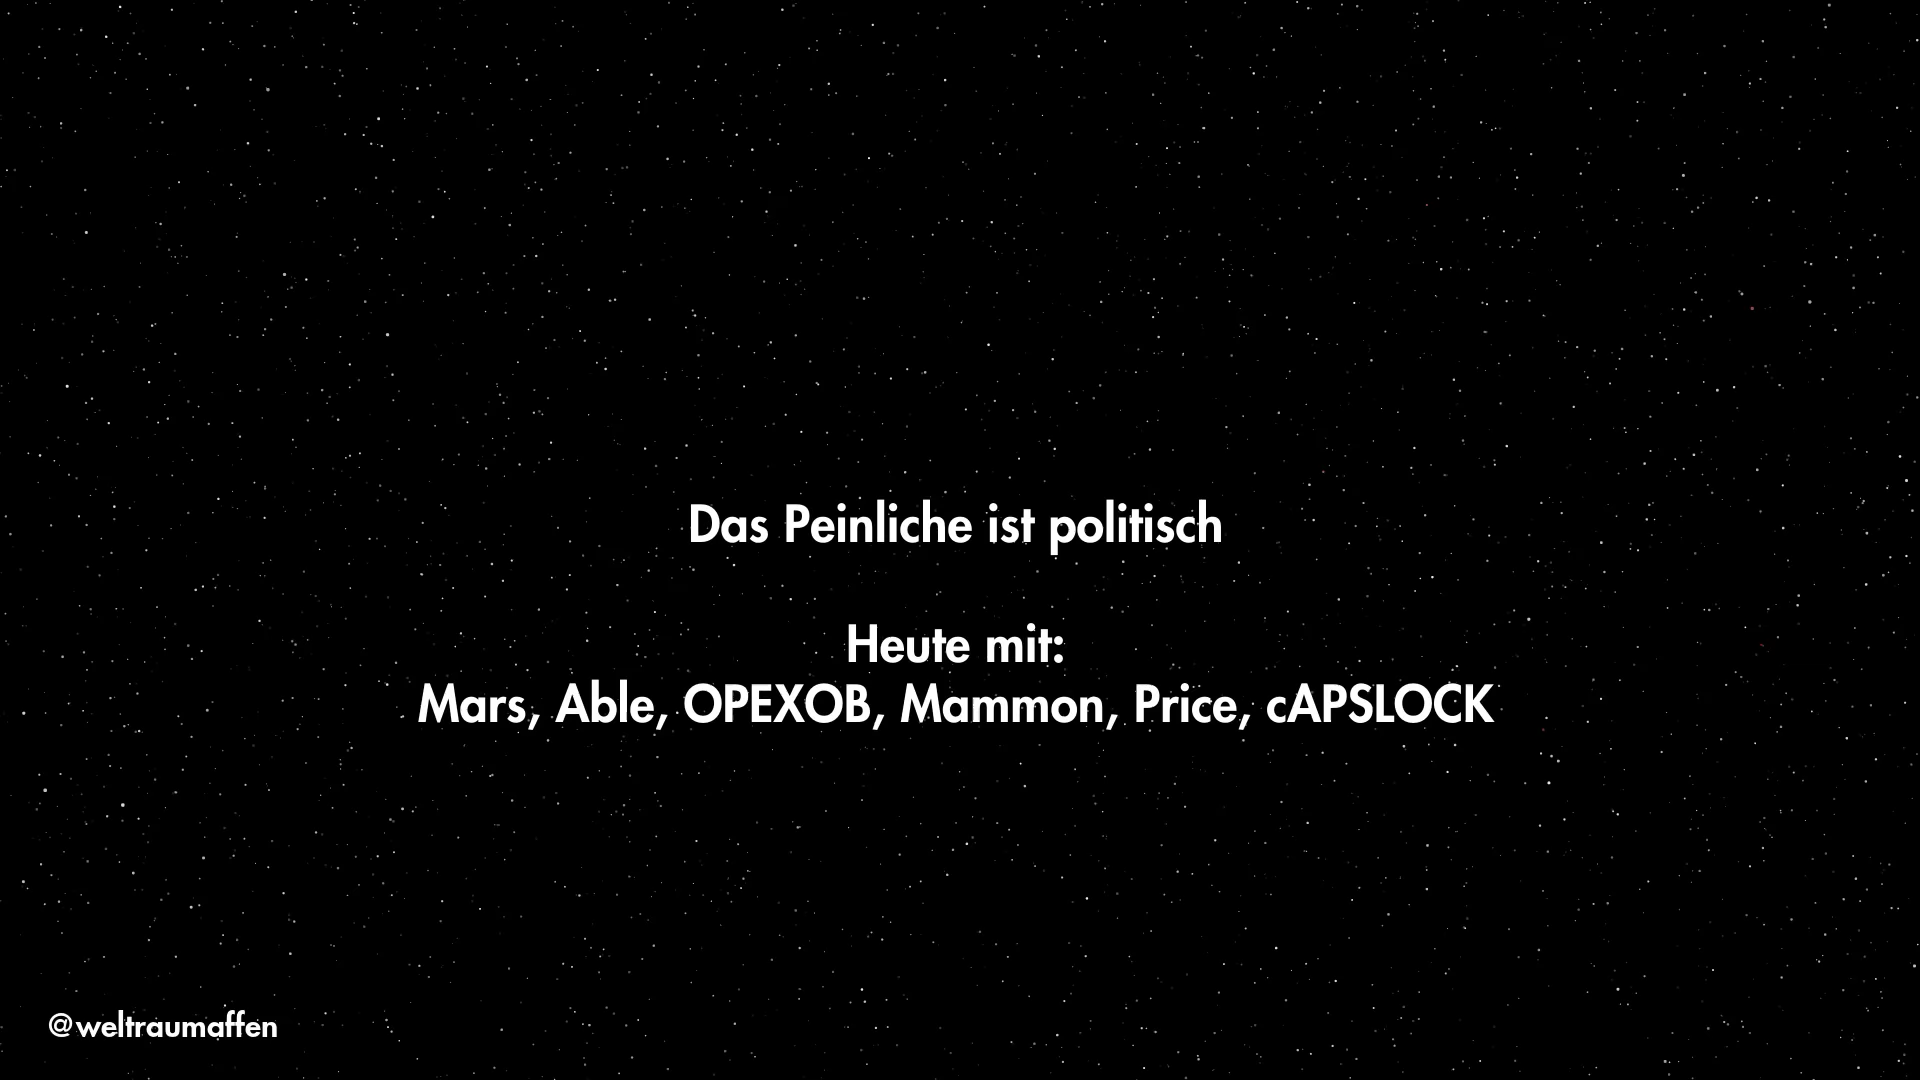 Das Peinliche ist politisch
Heute mit:
Mars, Able, OPEXOB, Mammon, Price, cAPSLOCK
@weltraumaffen